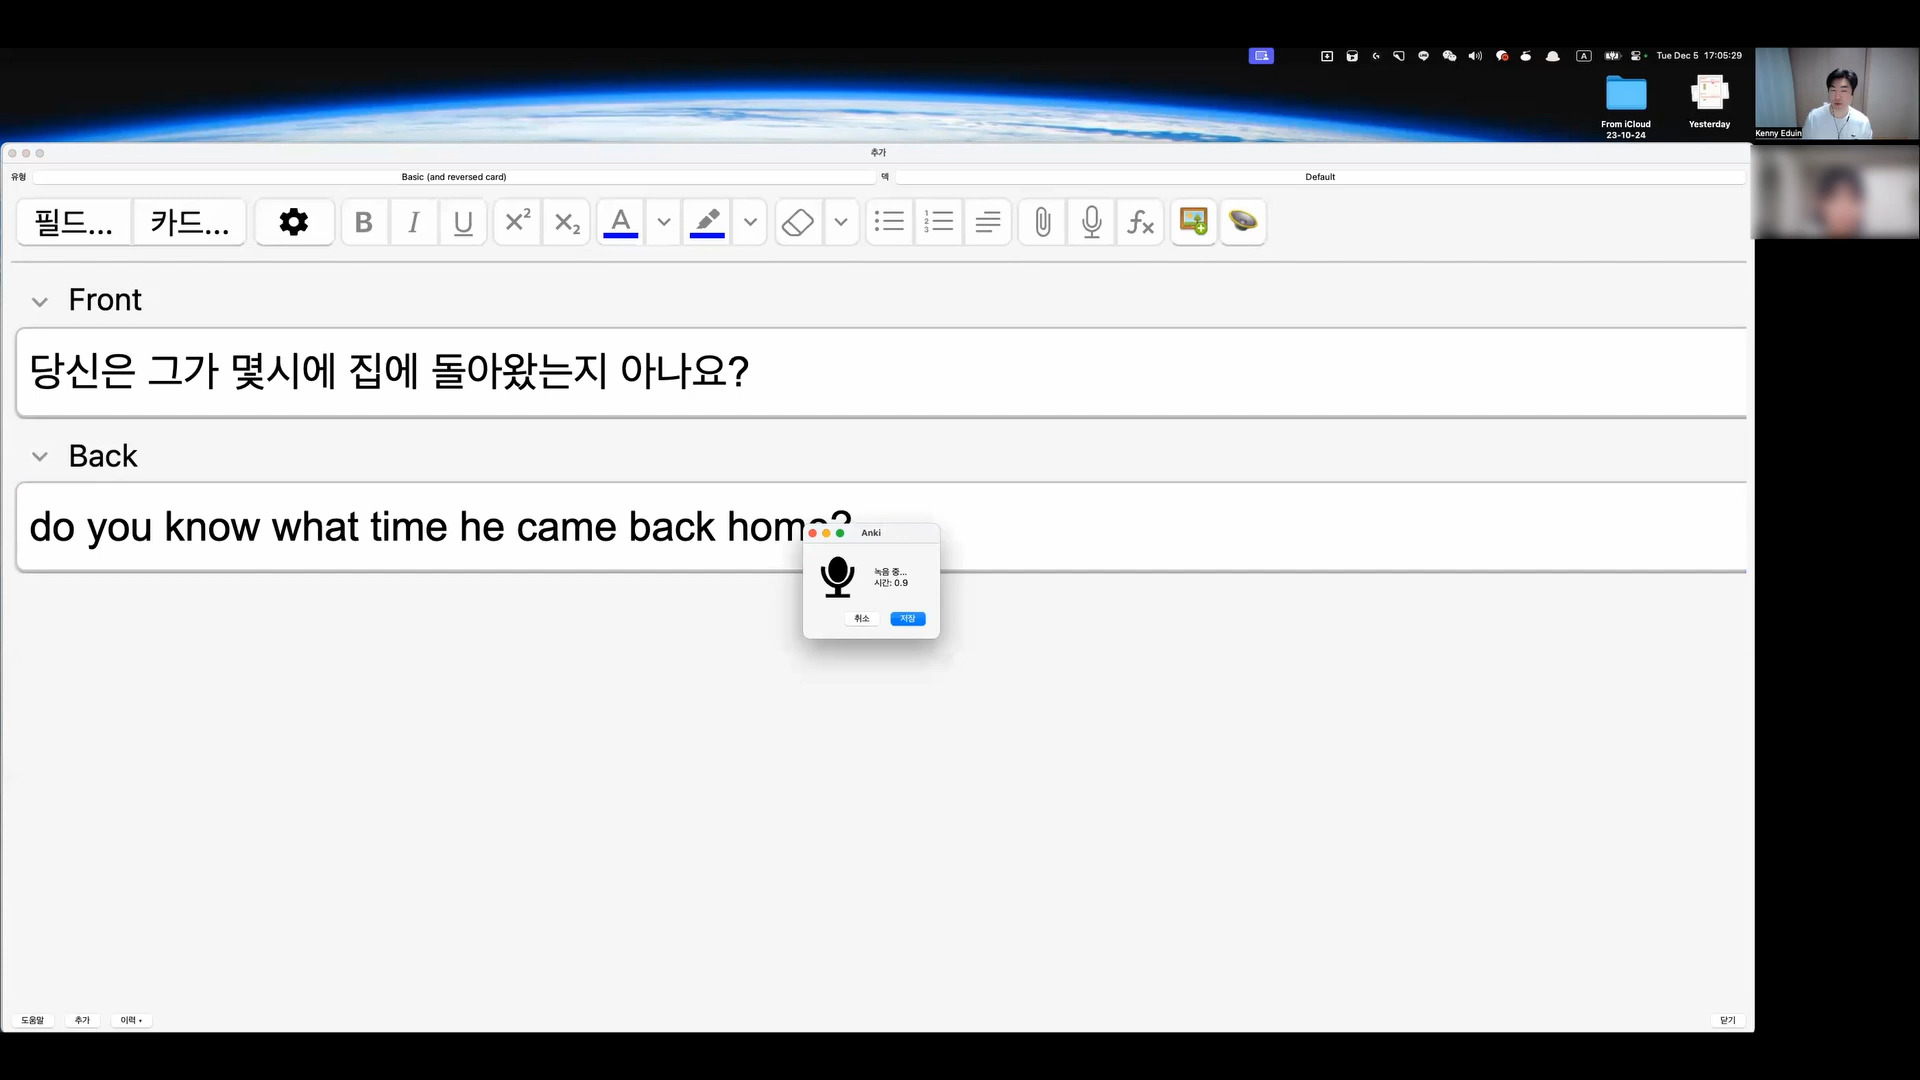 A
Tue Dec 5 17:05:29
From iCloud
23-10-24
Yesterday
Kenny Eduin
추가
유형
Basic (and reversed card)
덱
Default
필드...
카드...
B I U X² X₂ A fx
Front
당신은 그가 몇시에 집에 돌아왔는지 아나요?
Back
do you know what time he came back home?
Anki
녹음 중...
시간: 0.9
취소
저장
도움말
추가
이력
닫기